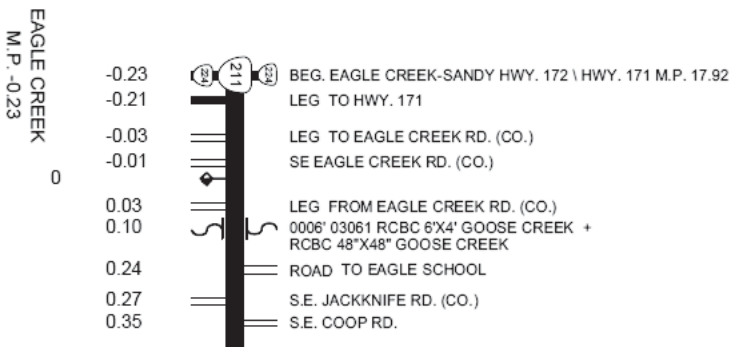 EAGLE CREEK
M.P. -0.23
-0.23 224 211 224 BEG. EAGLE CREEK-SANDY HWY. 172 \ HWY. 171 M.P. 17.92
-0.21 LEG TO HWY. 171
-0.03 LEG TO EAGLE CREEK RD. (CO.)
-0.01 SE EAGLE CREEK RD. (CO.)
0
0.03 LEG FROM EAGLE CREEK RD. (CO.)
0.10 0006' 03061 RCBC 6'X4' GOOSE CREEK +
RCBC 48"X48" GOOSE CREEK
0.24 ROAD TO EAGLE SCHOOL
0.27 S.E. JACKKNIFE RD. (CO.)
0.35 S.E. COOP RD.